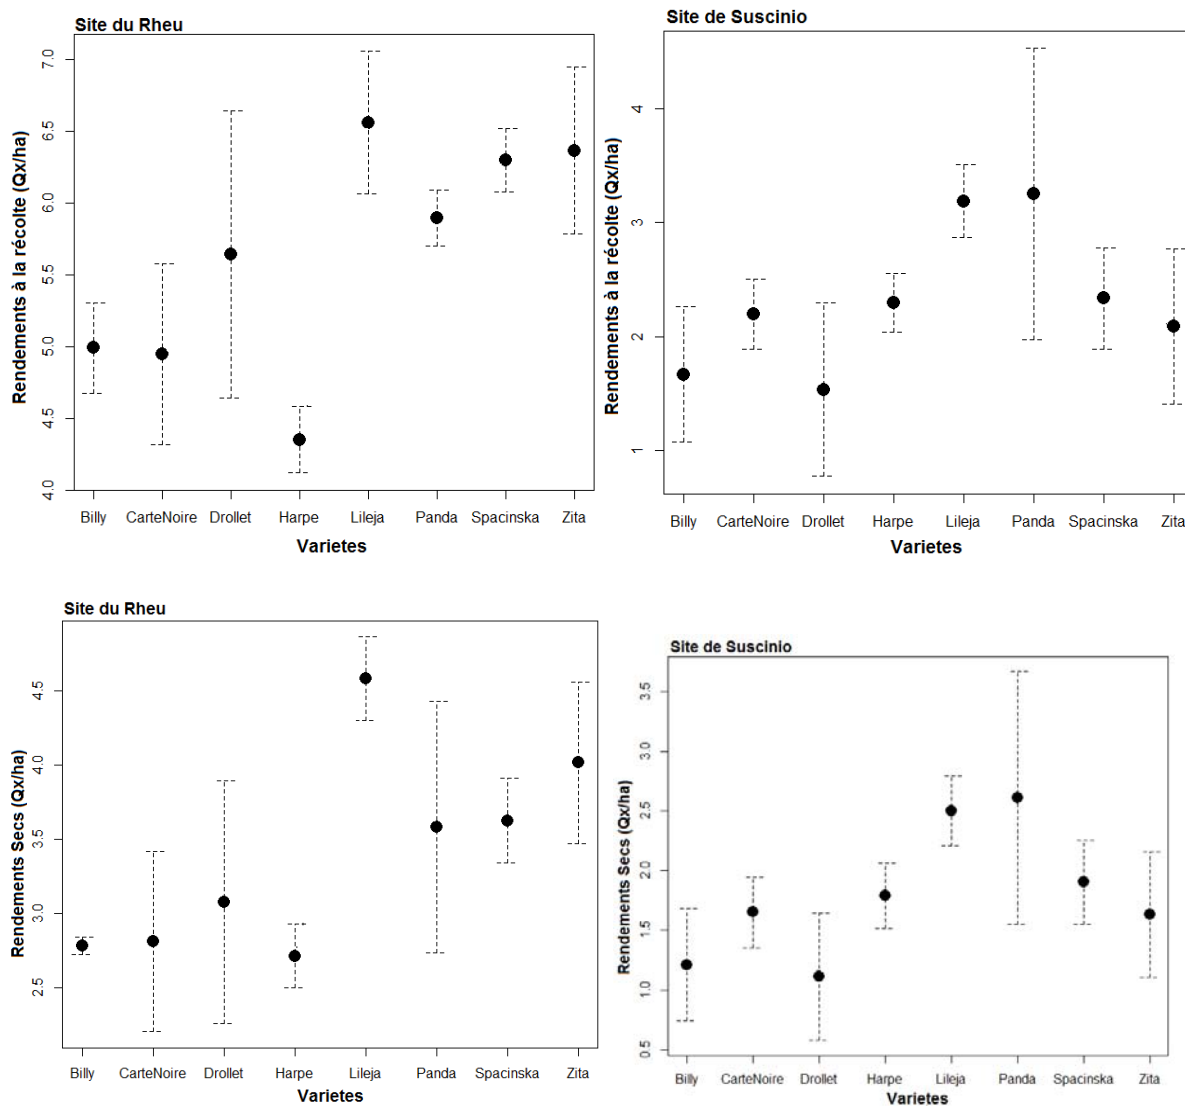 Site du Rheu
Rendements à la récolte (Qx/ha)
7.0
6.5
6.0
5.5
5.0
4.5
4.0
Billy CarteNoire Drollet Harpe Lileja Panda Spacinska Zita
Varietes
Site de Suscinio
Rendements à la récolte (Qx/ha)
4
3
2
1
Billy CarteNoire Drollet Harpe Lileja Panda Spacinska Zita
Varietes
Site du Rheu
Rendements Secs (Qx/ha)
4.5
4.0
3.5
3.0
2.5
Billy CarteNoire Drollet Harpe Lileja Panda Spacinska Zita
Varietes
Site de Suscinio
Rendements Secs (Qx/ha)
3.5
3.0
2.5
2.0
1.5
1.0
0.5
Billy CarteNoire Drollet Harpe Lileja Panda Spacinska Zita
Varietes